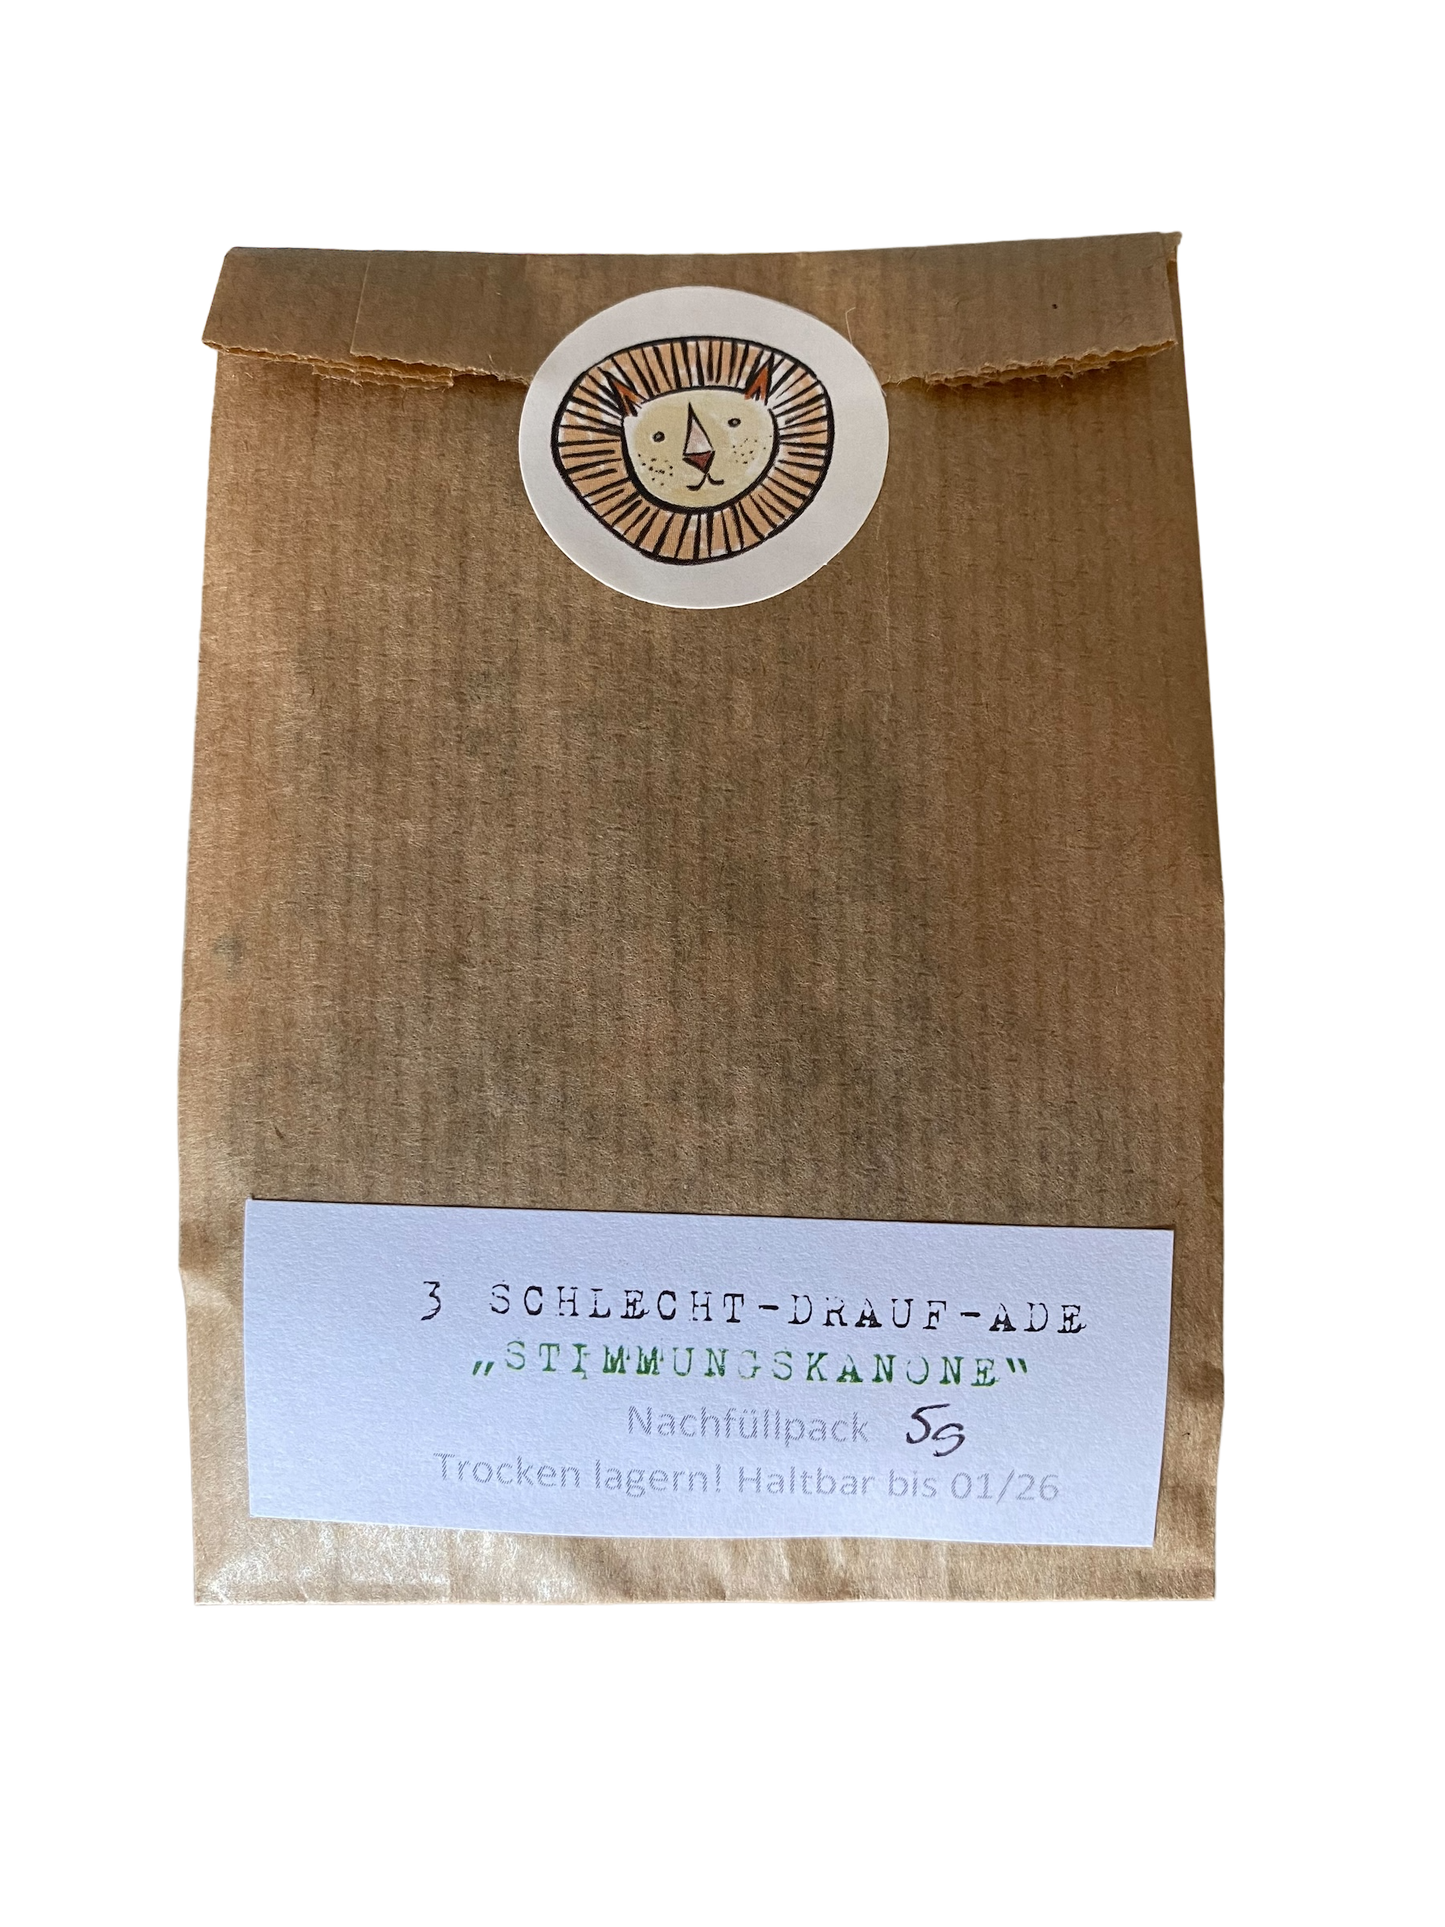 3 SCHLECHT-DRAUF-ADE
„STIMMUNGSKANONE“
Nachfüllpack 5g
Trocken lagern! Haltbar bis 01/26